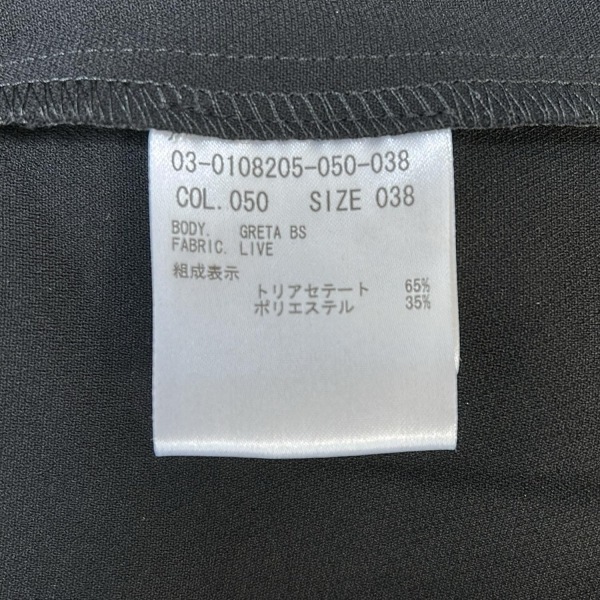 03-0108205-050-038
COL. 050 SIZE 038
BODY. GRETA BS
FABRIC. LIVE
組成表示
トリアセテート 65%
ポリエステル 35%